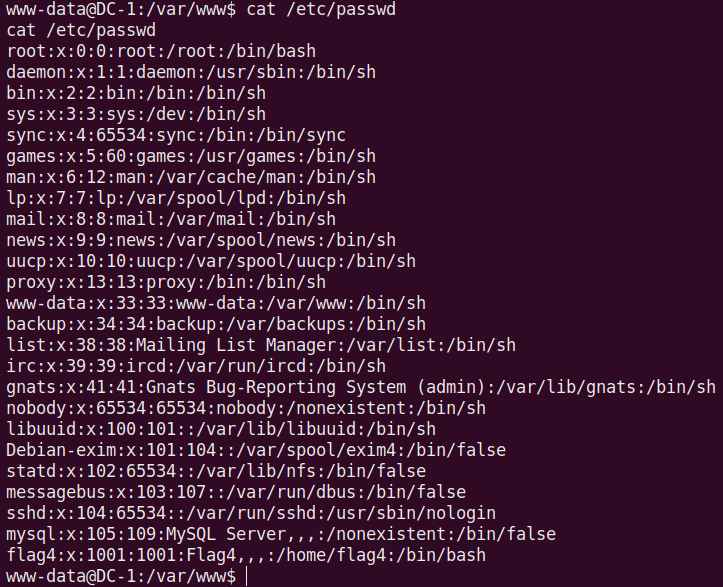 www-data@DC-1:/var/www$ cat /etc/passwd
cat /etc/passwd
root:x:0:0:root:/root:/bin/bash
daemon:x:1:1:daemon:/usr/sbin:/bin/sh
bin:x:2:2:bin:/bin:/bin/sh
sys:x:3:3:sys:/dev:/bin/sh
sync:x:4:65534:sync:/bin:/bin/sync
games:x:5:60:games:/usr/games:/bin/sh
man:x:6:12:man:/var/cache/man:/bin/sh
lp:x:7:7:lp:/var/spool/lpd:/bin/sh
mail:x:8:8:mail:/var/mail:/bin/sh
news:x:9:9:news:/var/spool/news:/bin/sh
uucp:x:10:10:uucp:/var/spool/uucp:/bin/sh
proxy:x:13:13:proxy:/bin:/bin/sh
www-data:x:33:33:www-data:/var/www:/bin/sh
backup:x:34:34:backup:/var/backups:/bin/sh
list:x:38:38:Mailing List Manager:/var/list:/bin/sh
irc:x:39:39:ircd:/var/run/ircd:/bin/sh
gnats:x:41:41:Gnats Bug-Reporting System (admin):/var/lib/gnats:/bin/sh
nobody:x:65534:65534:nobody:/nonexistent:/bin/sh
libuuid:x:100:101::/var/lib/libuuid:/bin/sh
Debian-exim:x:101:104::/var/spool/exim4:/bin/false
statd:x:102:65534::/var/lib/nfs:/bin/false
messagebus:x:103:107::/var/run/dbus:/bin/false
sshd:x:104:65534::/var/run/sshd:/usr/sbin/nologin
mysql:x:105:109:MySQL Server,,,:/nonexistent:/bin/false
flag4:x:1001:1001:Flag4,,,:/home/flag4:/bin/bash
www-data@DC-1:/var/www$